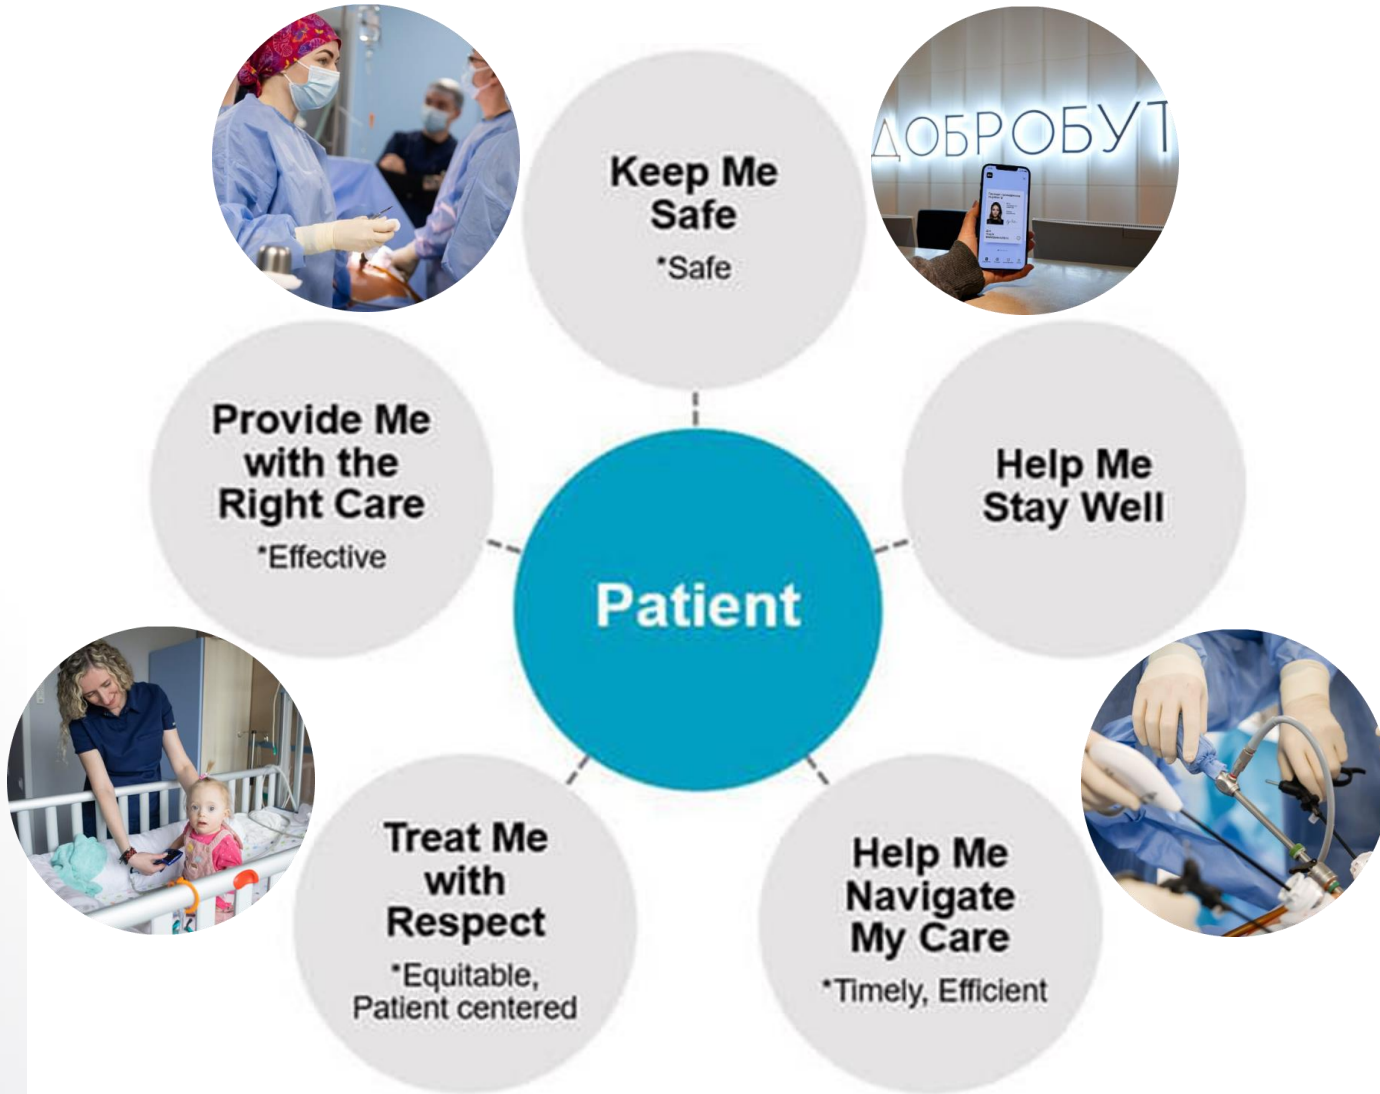 ДОБРОБУТ
Keep Me
Safe
*Safe
Provide Me
with the
Right Care
*Effective
Help Me
Stay Well
Patient
Treat Me
with
Respect
*Equitable,
Patient centered
Help Me
Navigate
My Care
*Timely, Efficient